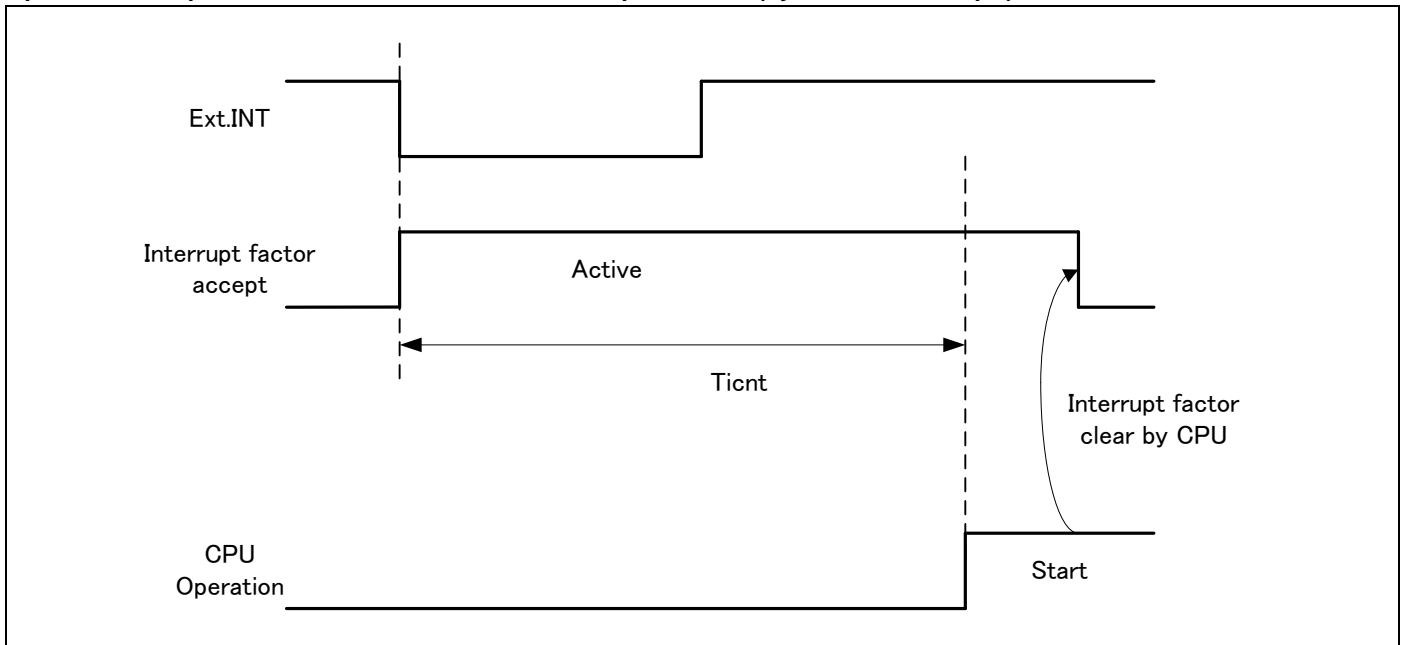 Ext.INT
Interrupt factor
accept
Active
Ticnt
Interrupt factor
clear by CPU
CPU
Operation
Start